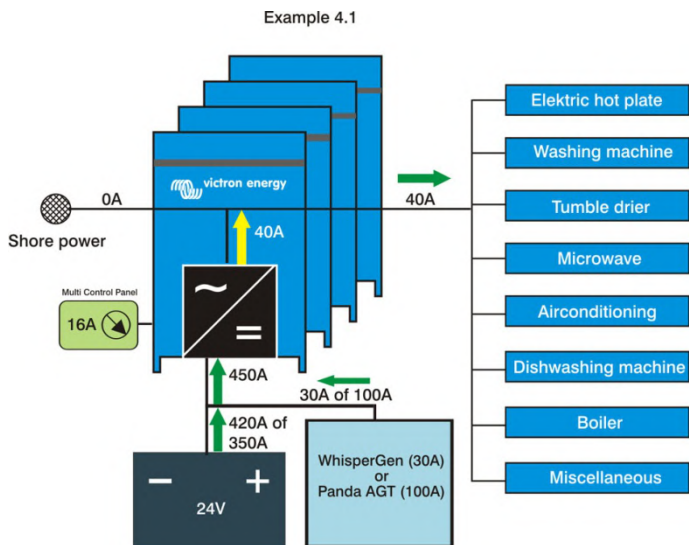 Example 4.1
victron energy
0A
40A
Shore power
40A
Multi Control Panel
16A
450A
30A of 100A
420A of
350A
24V
WhisperGen (30A)
or
Panda AGT (100A)
Elektric hot plate
Washing machine
Tumble drier
Microwave
Airconditioning
Dishwashing machine
Boiler
Miscellaneous